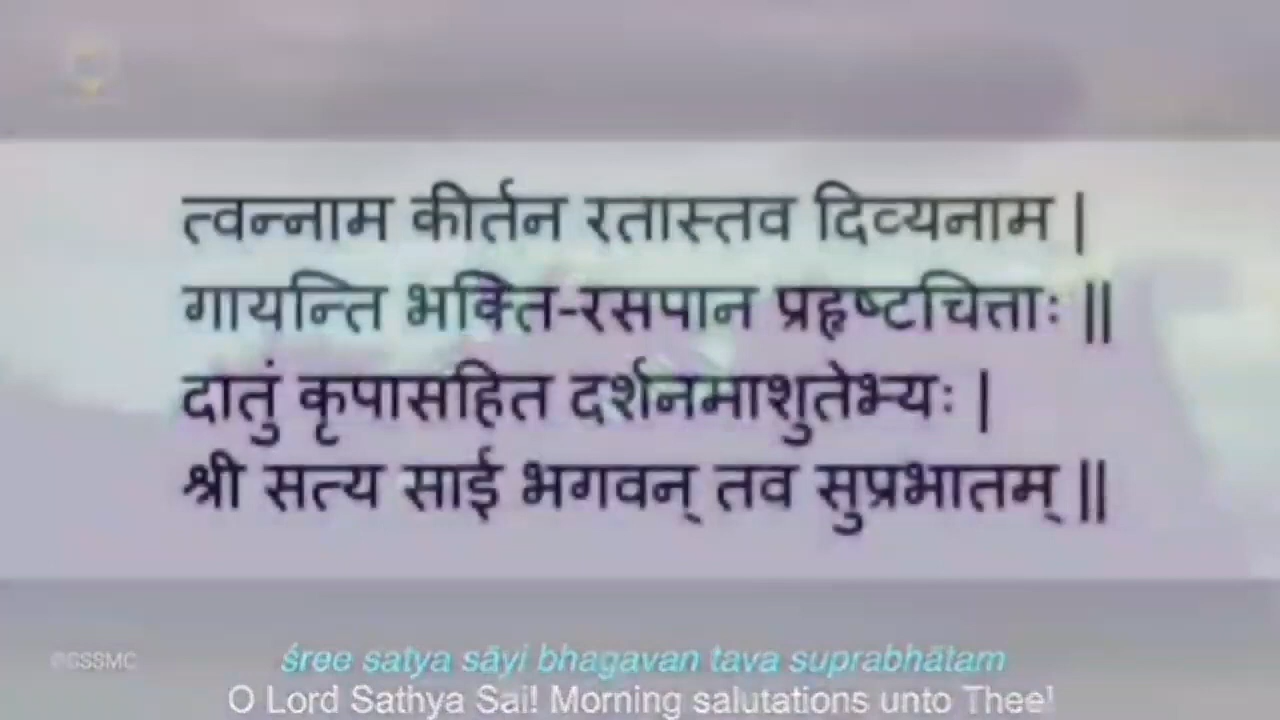 त्वन्नाम कीर्तन रतास्तव दिव्यनाम |
गायन्ति भक्ति-रसपान प्रहृष्टचित्ताः ||
दातुं कृपासहित दर्शनमाशुतेभ्यः |
श्री सत्य साई भगवन् तव सुप्रभातम् ||
@CSSMC
śree satya sāyi bhagavan tava suprabhātam
O Lord Sathya Sai! Morning salutations unto Thee!